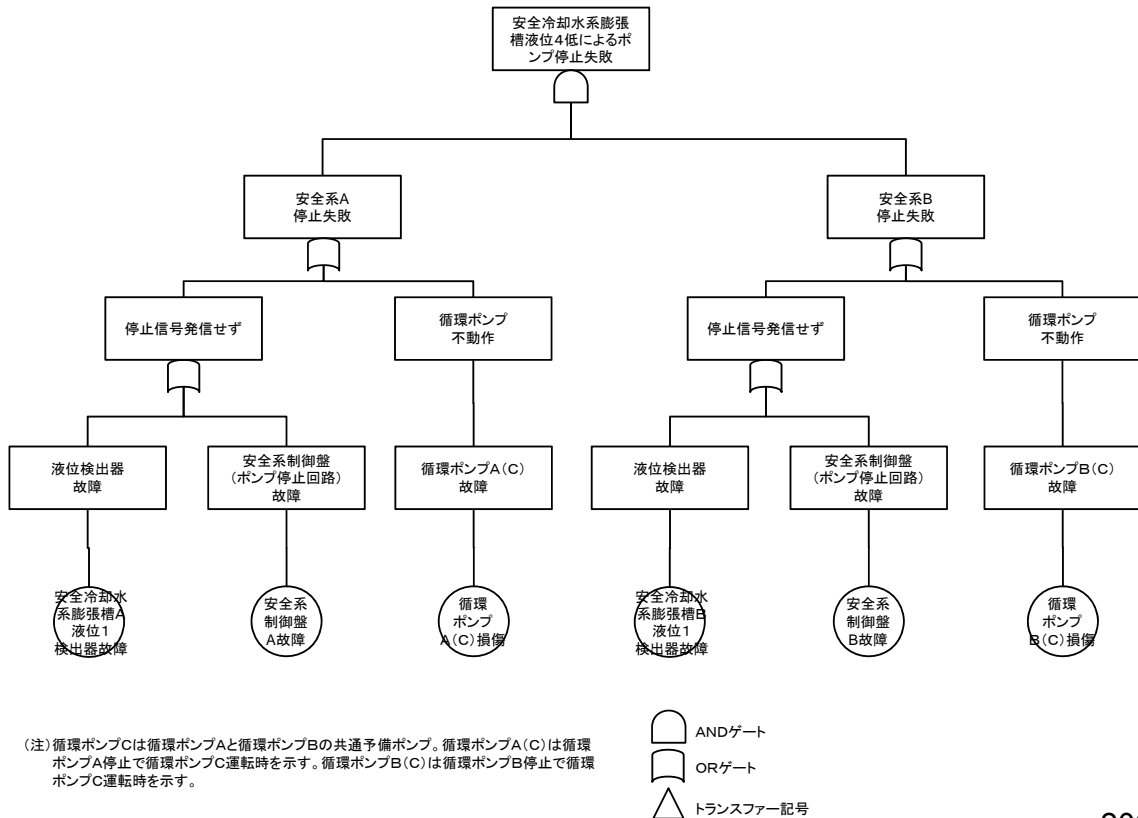 安全冷却水系膨張
槽液位4低によるポ
ンプ停止失敗
安全系A
停止失敗
安全系B
停止失敗
停止信号発信せず
循環ポンプ
不動作
停止信号発信せず
循環ポンプ
不動作
液位検出器
故障
安全系制御盤
(ポンプ停止回路)
故障
循環ポンプA(C)
故障
液位検出器
故障
安全系制御盤
(ポンプ停止回路)
故障
循環ポンプB(C)
故障
安全冷却水
系膨張槽A
液位1
検出器故障
安全系
制御盤
A故障
循環
ポンプ
A(C)損傷
安全冷却水
系膨張槽B
液位1
検出器故障
安全系
制御盤
B故障
循環
ポンプ
B(C)損傷
(注)循環ポンプCは循環ポンプAと循環ポンプBの共通予備ポンプ。循環ポンプA(C)は循環
ポンプA停止で循環ポンプC運転時を示す。循環ポンプB(C)は循環ポンプB停止で循環
ポンプC運転時を示す。
ANDゲート
ORゲート
トランスファー記号